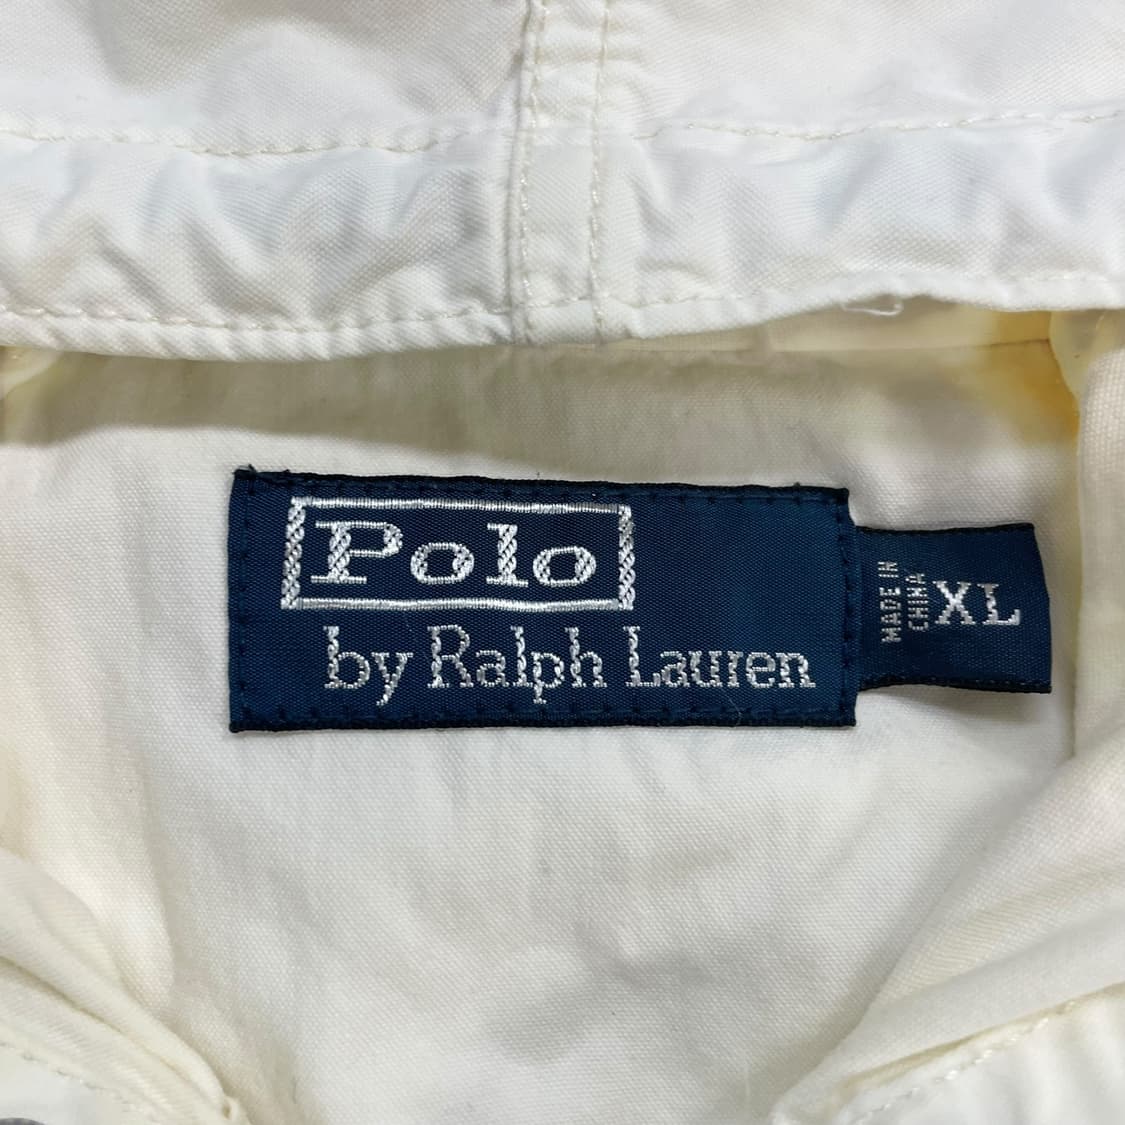 Polo
by Ralph Lauren
MADE IN
CHINA
XL